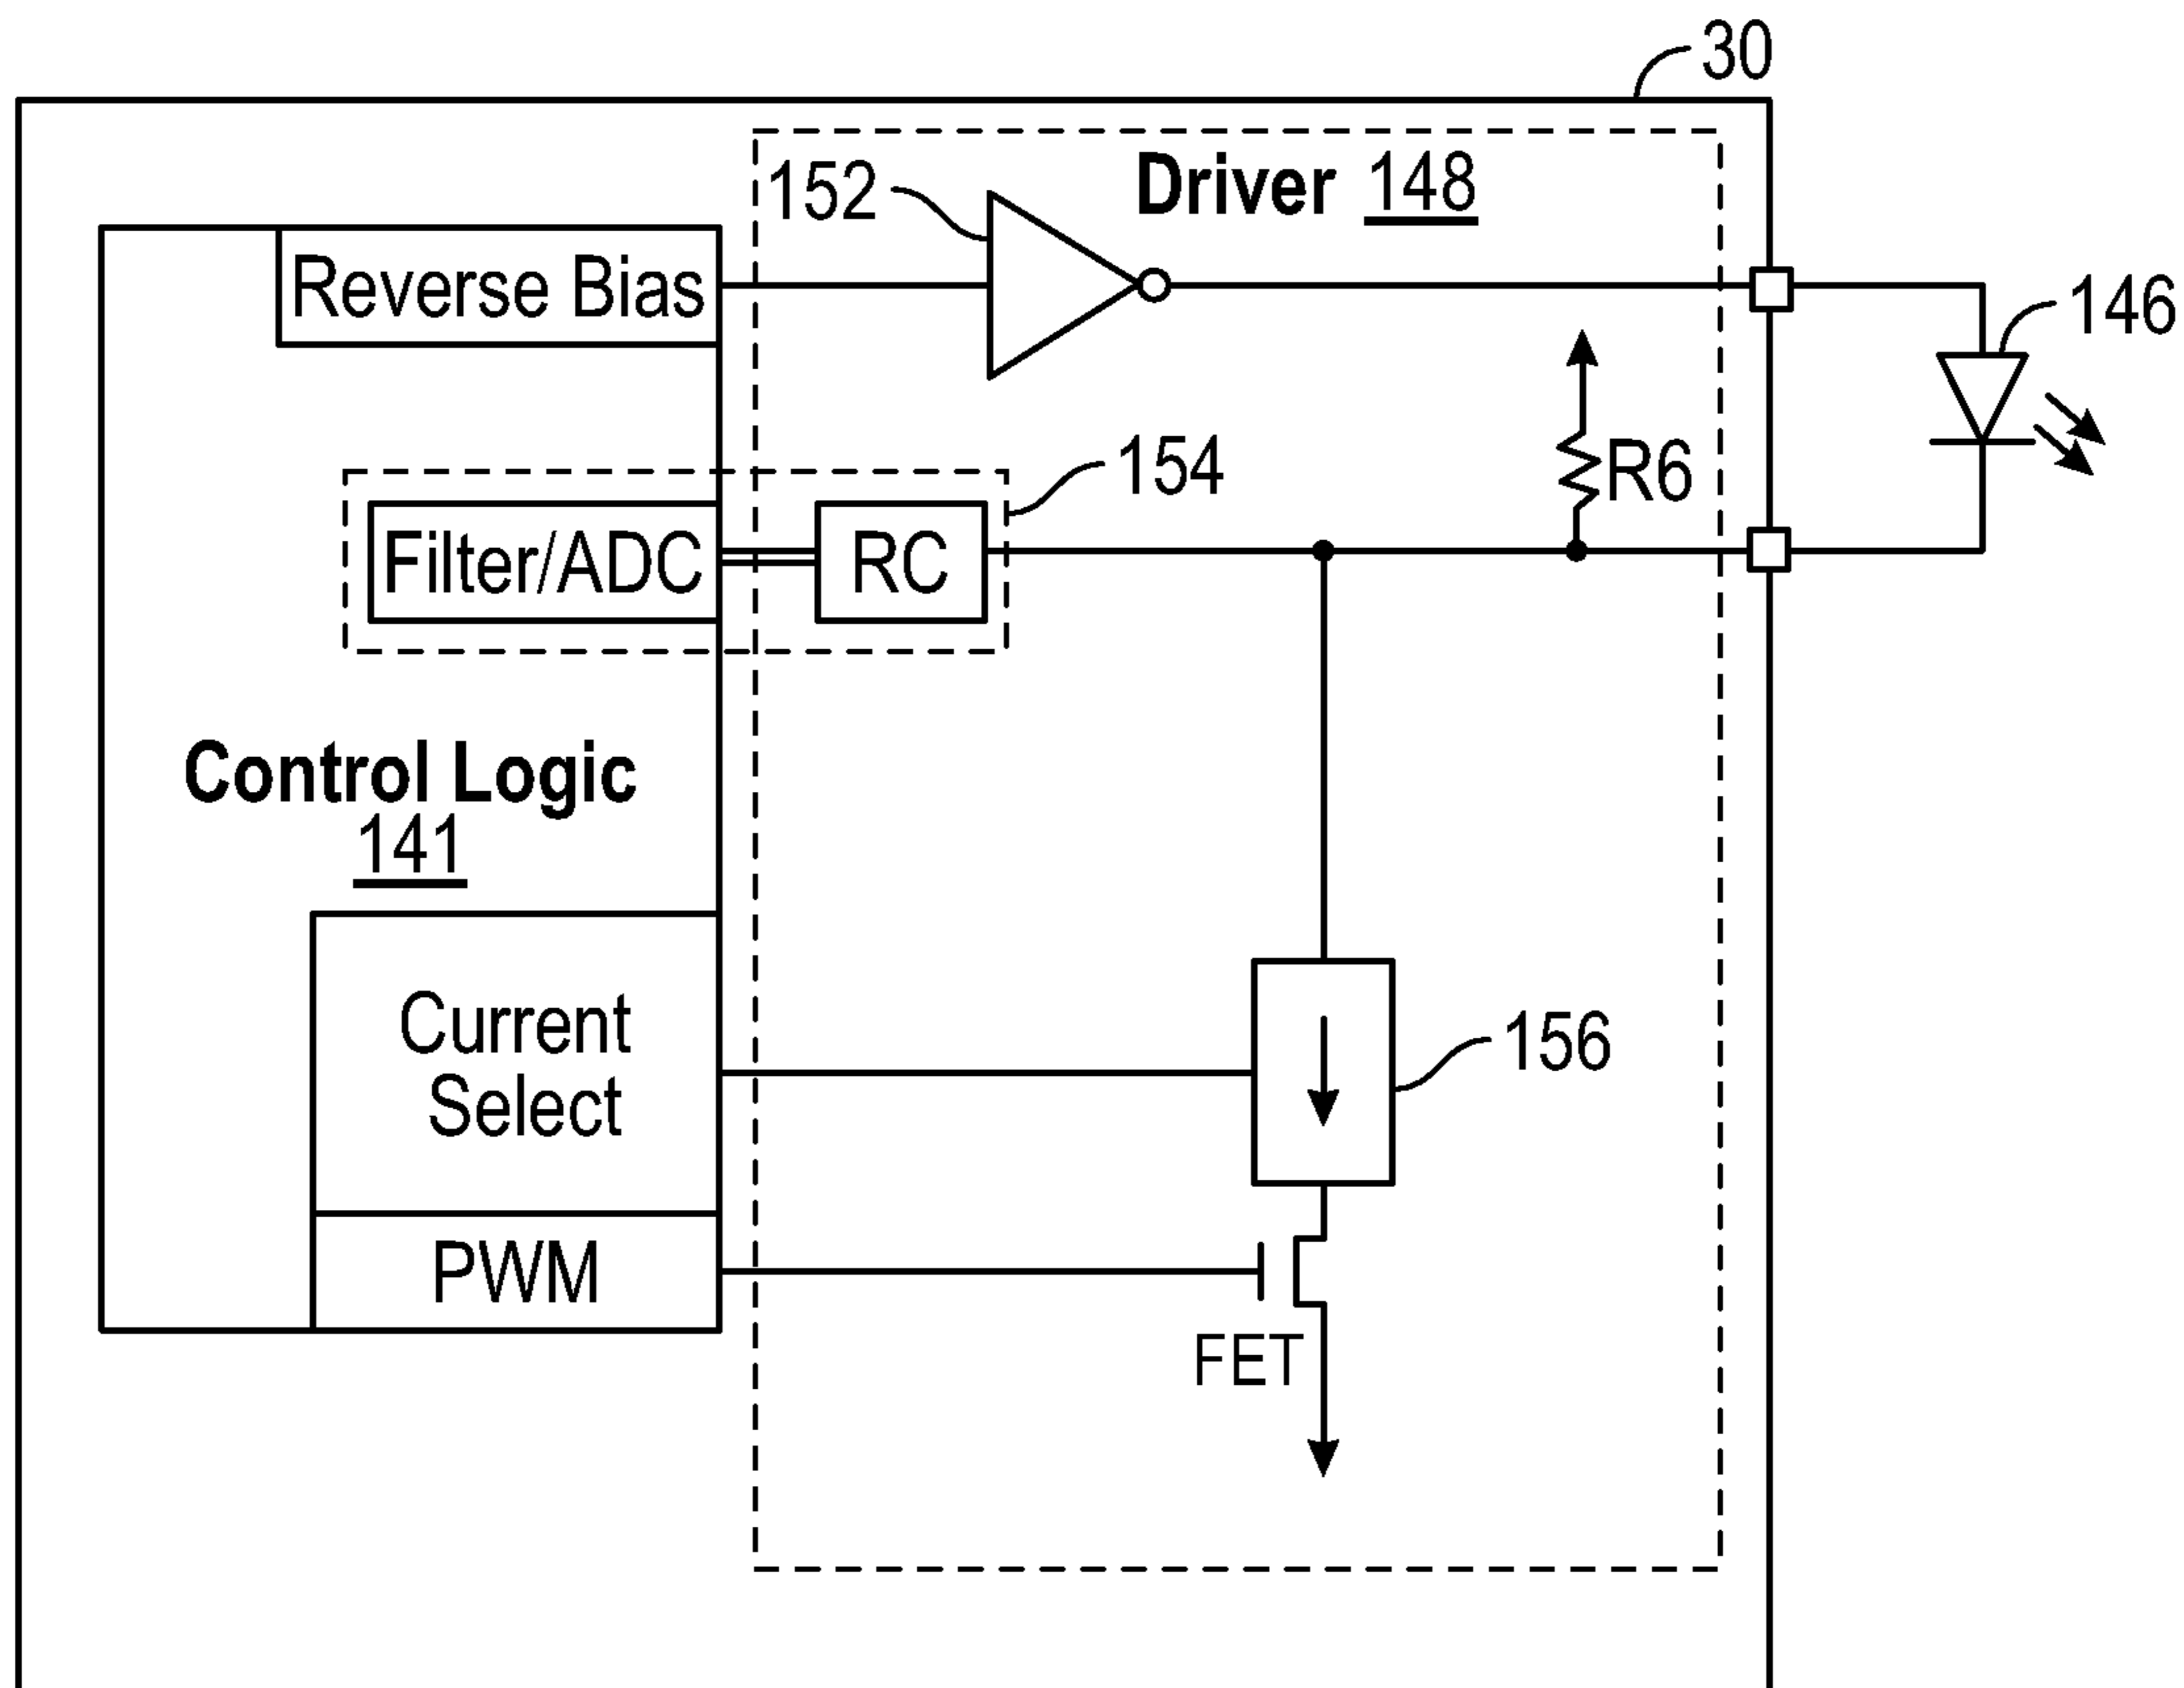 30
152
Driver 148
Reverse Bias
146
154
R6
Filter/ADC
RC
Control Logic
141
Current
Select
156
PWM
FET